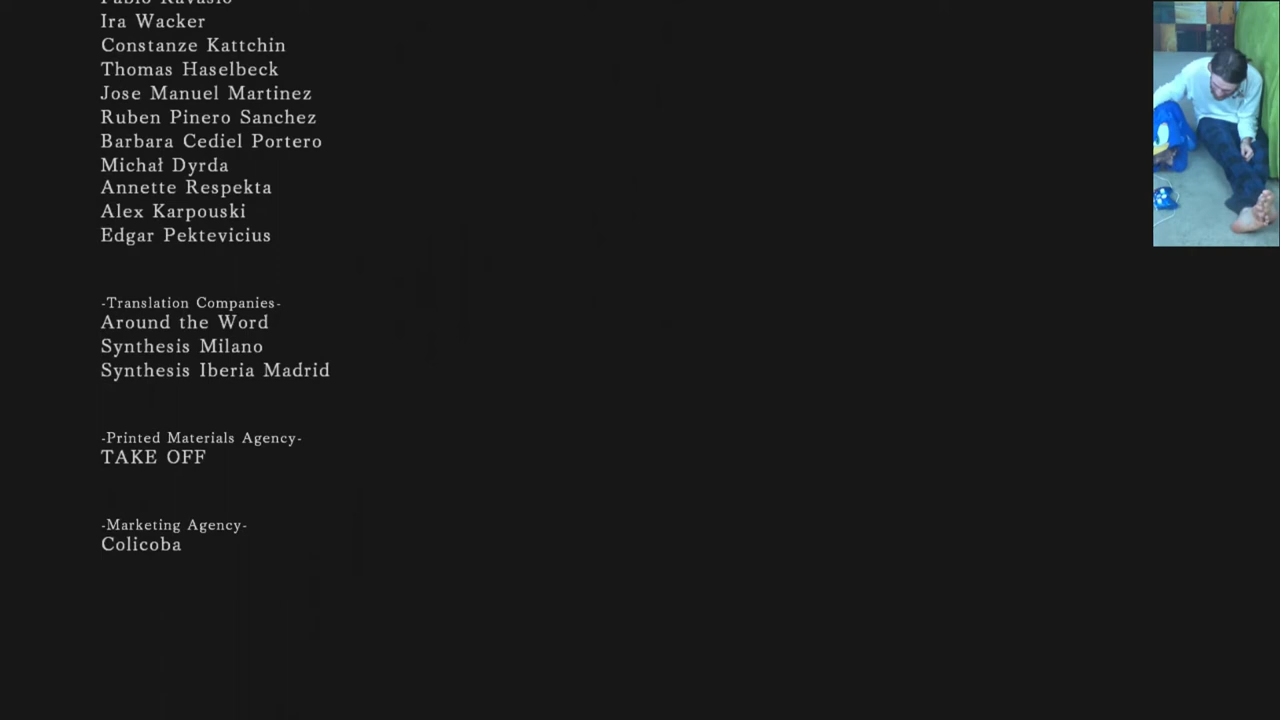 Ira Wacker
Constanze Kattchin
Thomas Haselbeck
Jose Manuel Martinez
Ruben Pinero Sanchez
Barbara Cediel Portero
Michał Dyrda
Annette Respekta
Alex Karpouski
Edgar Pektevicius
-Translation Companies-
Around the Word
Synthesis Milano
Synthesis Iberia Madrid
-Printed Materials Agency-
TAKE OFF
-Marketing Agency-
Colicoba